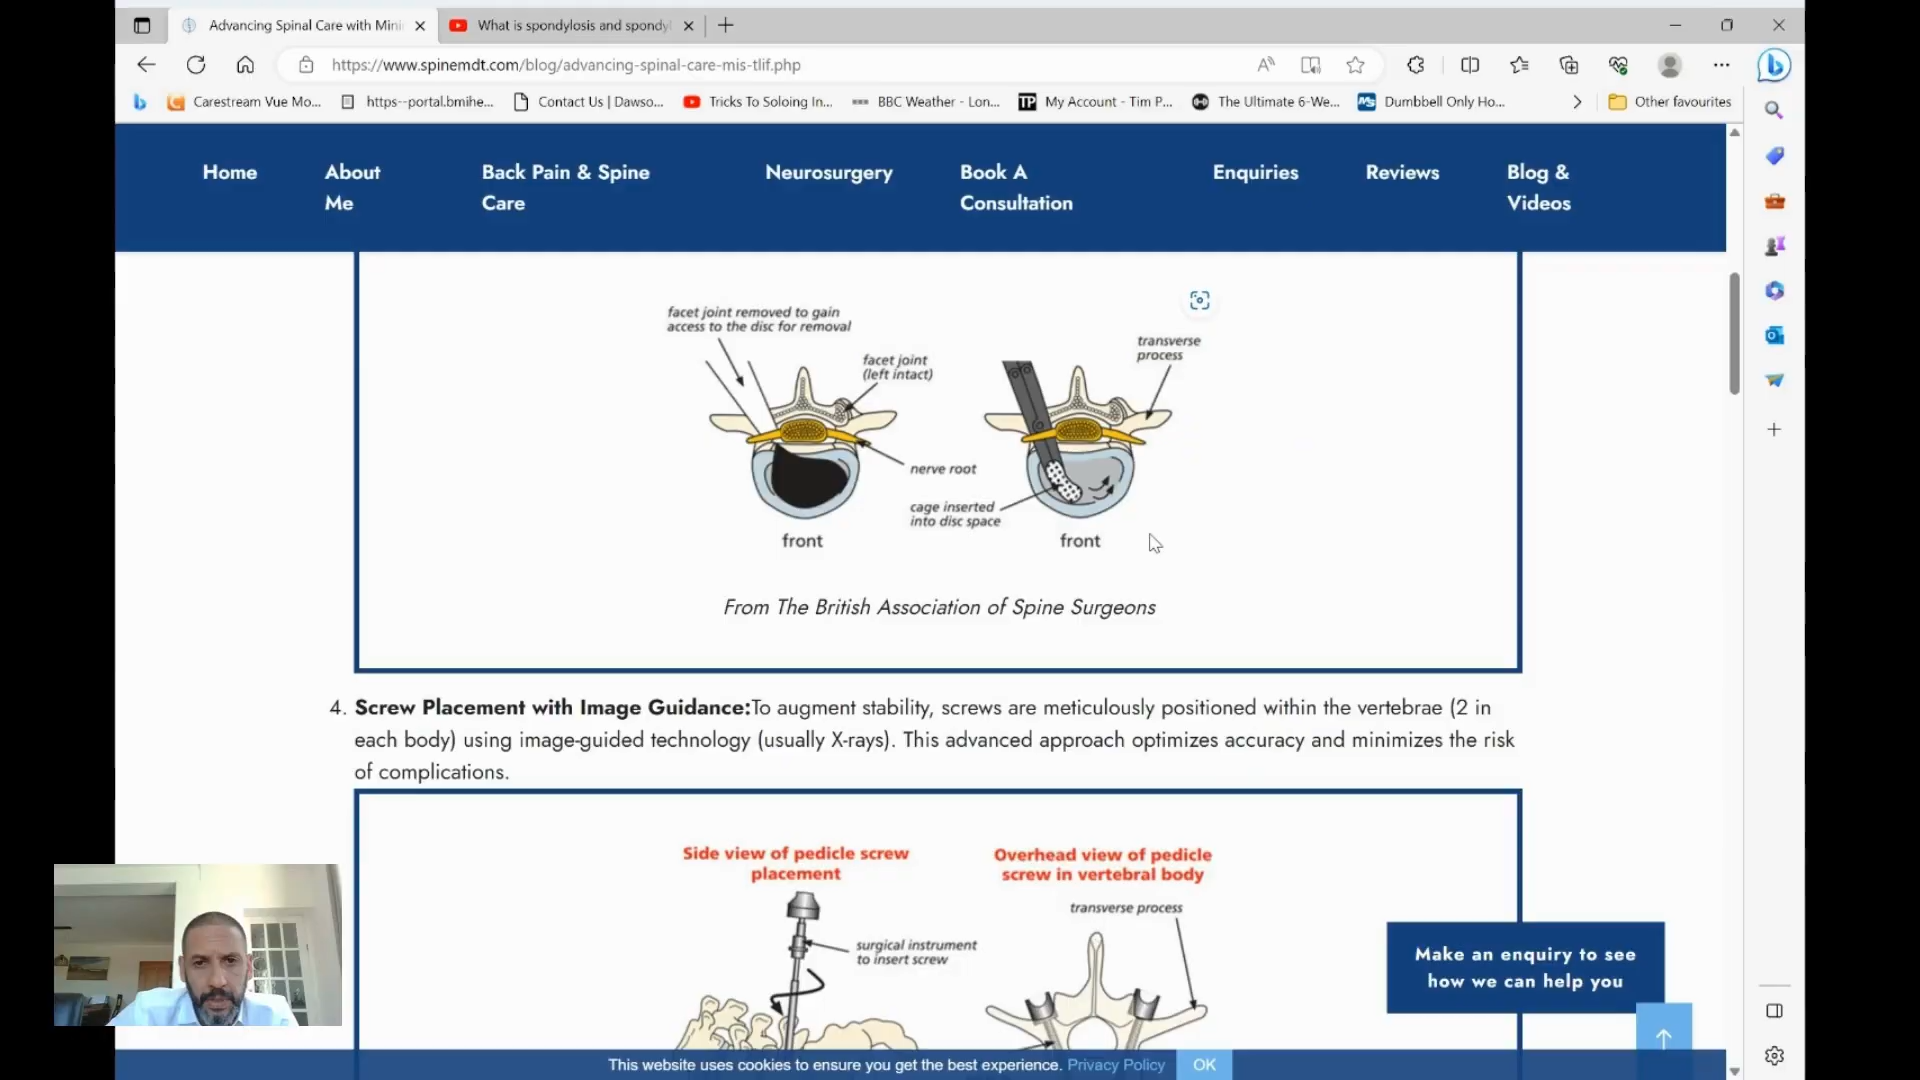 Advancing Spinal Care with Mini
What is spondylosis and spondyl
https://www.spinemdt.com/blog/advancing-spinal-care-mis-tlif.php
Carestream Vue Mo...
https--portal.bmihe...
Contact Us | Dawso...
Tricks To Soloing In...
BBC Weather - Lon...
TP
My Account - Tim P...
The Ultimate 6-We...
Dumbbell Only Ho...
Other favourites
Home
About
Me
Back Pain & Spine
Care
Neurosurgery
Book A
Consultation
Enquiries
Reviews
Blog &
Videos
facet joint removed to gain
access to the disc for removal
facet joint
(left intact)
transverse
process
nerve root
cage inserted
into disc space
front
front
From The British Association of Spine Surgeons
4. Screw Placement with Image Guidance:To augment stability, screws are meticulously positioned within the vertebrae (2 in
each body) using image-guided technology (usually X-rays). This advanced approach optimizes accuracy and minimizes the risk
of complications.
Side view of pedicle screw
placement
Overhead view of pedicle
screw in vertebral body
transverse process
surgical instrument
to insert screw
Make an enquiry to see
how we can help you
This website uses cookies to ensure you get the best experience. Privacy Policy OK